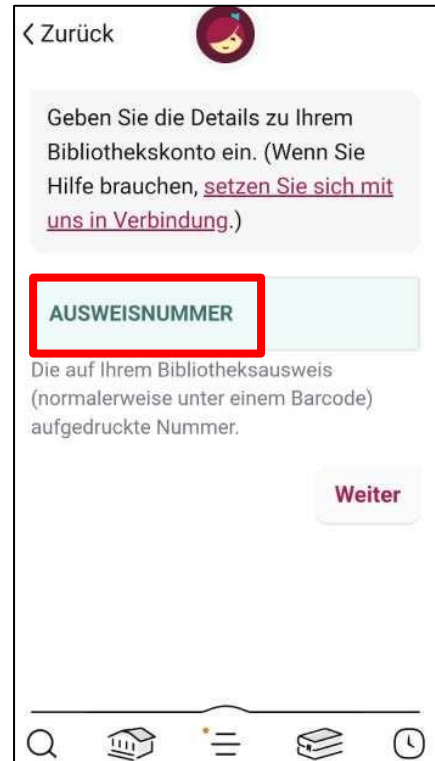 Zurück
Geben Sie die Details zu Ihrem
Bibliothekskonto ein. (Wenn Sie
Hilfe brauchen, setzen Sie sich mit
uns in Verbindung.)
AUSWEISNUMMER
Die auf Ihrem Bibliotheksausweis
(normalerweise unter einem Barcode)
aufgedruckte Nummer.
Weiter